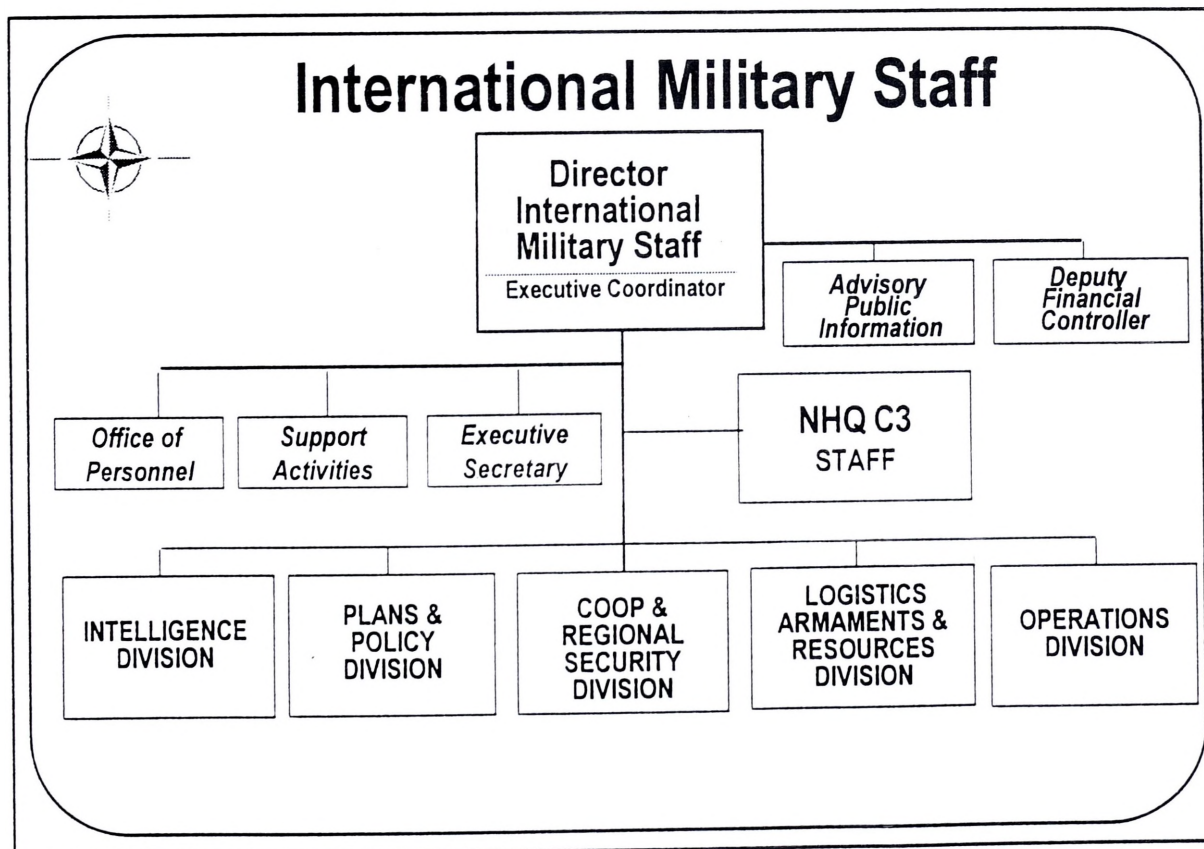 International Military Staff
Director
International
Military Staff
Executive Coordinator
Advisory
Public
Information
Deputy
Financial
Controller
Office of
Personnel
Support
Activities
Executive
Secretary
NHQ C3
STAFF
INTELLIGENCE
DIVISION
PLANS &
POLICY
DIVISION
COOP &
REGIONAL
SECURITY
DIVISION
LOGISTICS
ARMAMENTS &
RESOURCES
DIVISION
OPERATIONS
DIVISION